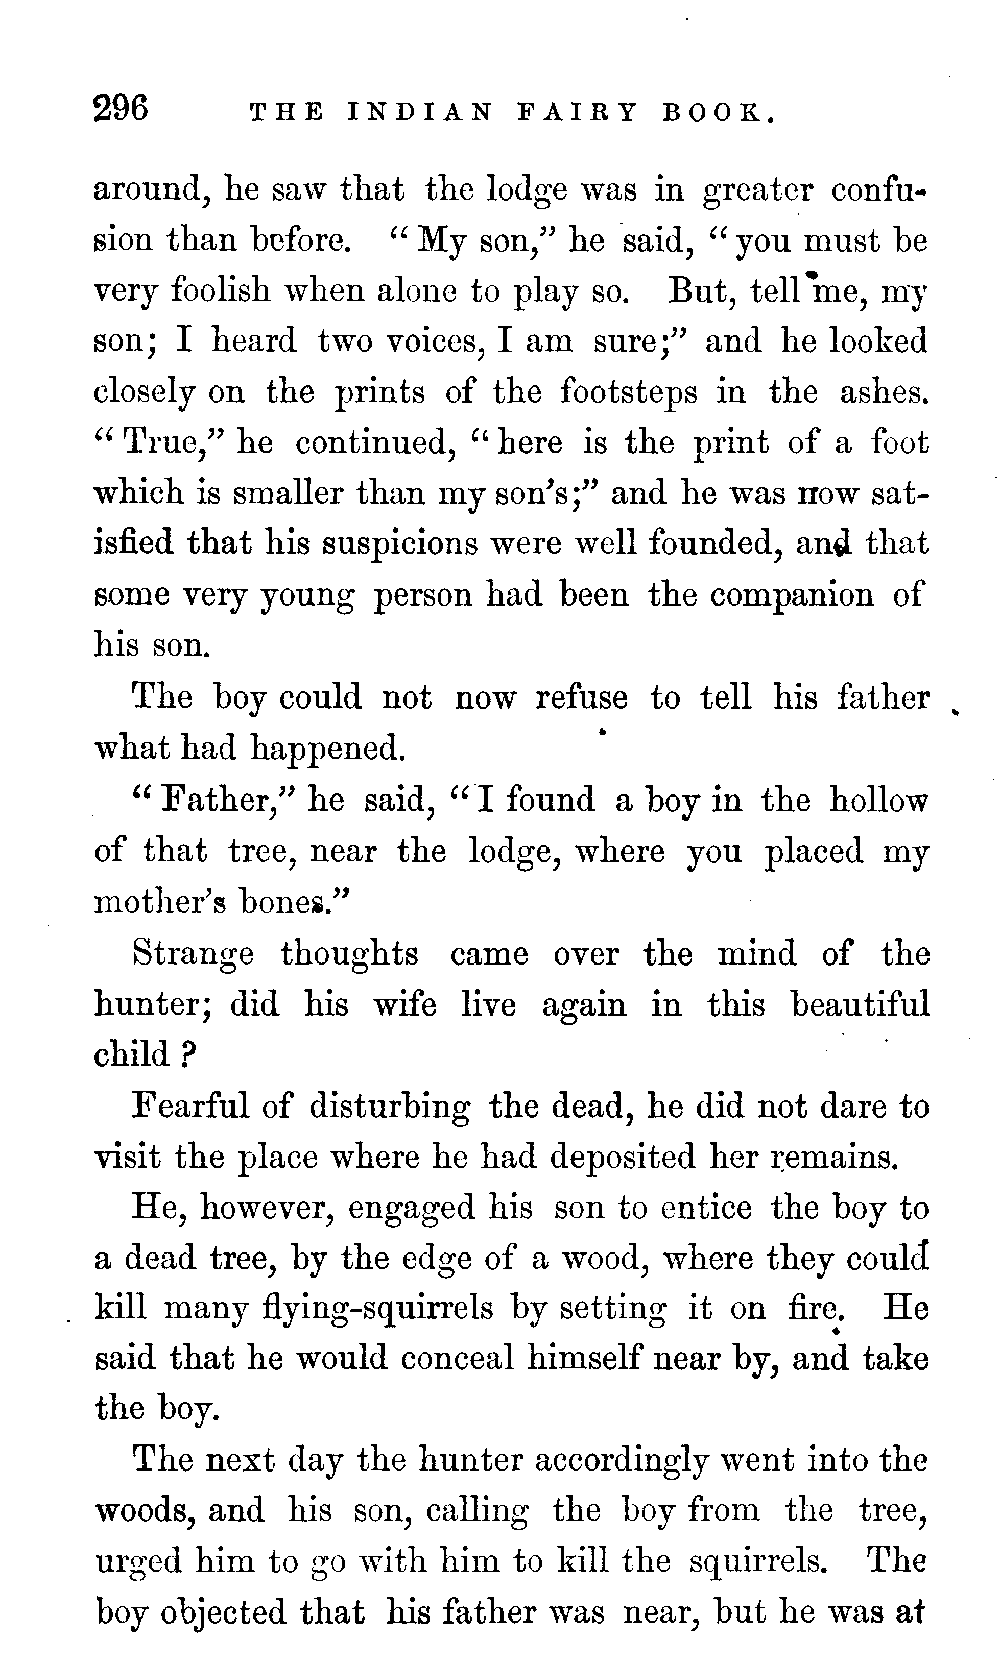 296 THE INDIAN FAIRY BOOK.
around, he saw that the lodge was in greater confu-
sion than before. “My son,” he said, “you must be
very foolish when alone to play so. But, tell me, my
son; I heard two voices, I am sure;” and he looked
closely on the prints of the footsteps in the ashes.
“True,” he continued, “here is the print of a foot
which is smaller than my son's;” and he was now sat-
isfied that his suspicions were well founded, and that
some very young person had been the companion of
his son.
The boy could not now refuse to tell his father
what had happened.
“Father,” he said, “I found a boy in the hollow
of that tree, near the lodge, where you placed my
mother's bones.”
Strange thoughts came over the mind of the
hunter; did his wife live again in this beautiful
child?
Fearful of disturbing the dead, he did not dare to
visit the place where he had deposited her remains.
He, however, engaged his son to entice the boy to
a dead tree, by the edge of a wood, where they could
kill many flying-squirrels by setting it on fire. He
said that he would conceal himself near by, and take
the boy.
The next day the hunter accordingly went into the
woods, and his son, calling the boy from the tree,
urged him to go with him to kill the squirrels. The
boy objected that his father was near, but he was at